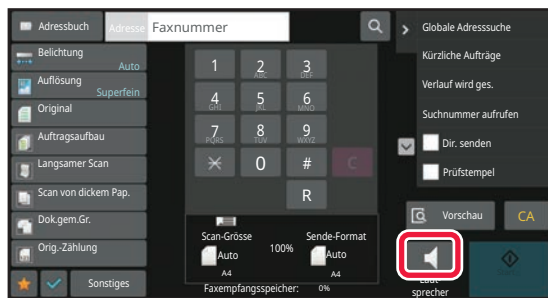 Adressbuch
Adresse
Faxnummer
Belichtung
Auto
Auflösung
Superfein
Original
Auftragsaufbau
Langsamer Scan
Scan von dickem Pap.
Dok.gem.Gr.
Orig.-Zählung
Sonstiges
1
2
ABC
3
DEF
4
GHI
5
JKL
6
MNO
7
PQRS
8
TUV
9
WXYZ
0
#
C
R
Scan-Grösse
Auto
A4
100%
Sende-Format
Auto
A4
Faxempfangsspeicher: 0%
Globale Adresssuche
Kürzliche Aufträge
Verlauf wird ges.
Suchnummer aufrufen
Dir. senden
Prüfstempel
Vorschau
CA
Laut-
sprecher
Start